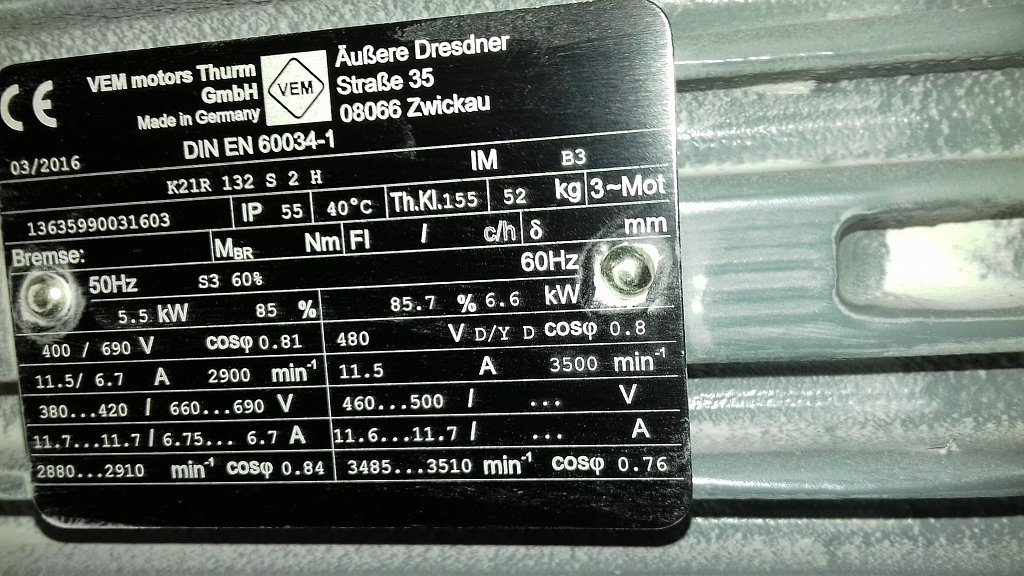 CE
VEM motors Thurm
GmbH
Made in Germany
VEM
Äußere Dresdner
Straße 35
08066 Zwickau
DIN EN 60034-1
03/2016
K21R 132 S 2 H IM B3
13635990031603 IP 55 40°C Th.Kl.155 52 kg 3~Mot
Bremse: M_BR Nm Fl / c/h δ mm
50Hz S3 60% 60Hz
5.5 kW 85 % 85.7 % 6.6 kW
400 / 690 V cosφ 0.81 480 V D/Y D cosφ 0.8
11.5/ 6.7 A 2900 min⁻¹ 11.5 A 3500 min⁻¹
380...420 / 660...690 V 460...500 / ... V
11.7...11.7 / 6.75... 6.7 A 11.6...11.7 / ... A
2880...2910 min⁻¹ cosφ 0.84 3485...3510 min⁻¹ cosφ 0.76